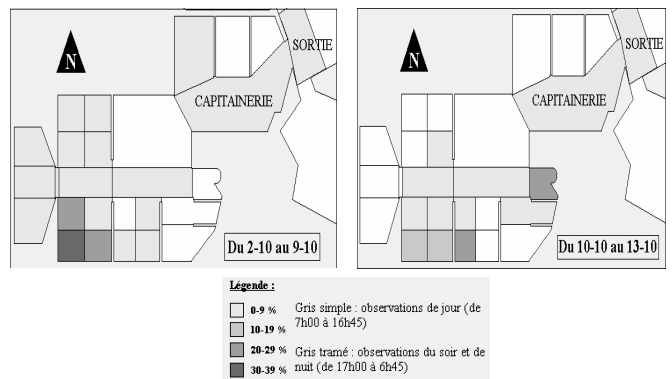 SORTIE
N
CAPITAINERIE
Du 2-10 au 9-10
SORTIE
N
CAPITAINERIE
Du 10-10 au 13-10
Légende :
0-9 %
10-19 %
20-29 %
30-39 %
Gris simple : observations de jour (de
7h00 à 16h45)
Gris tramé : observations du soir et de
nuit (de 17h00 à 6h45)